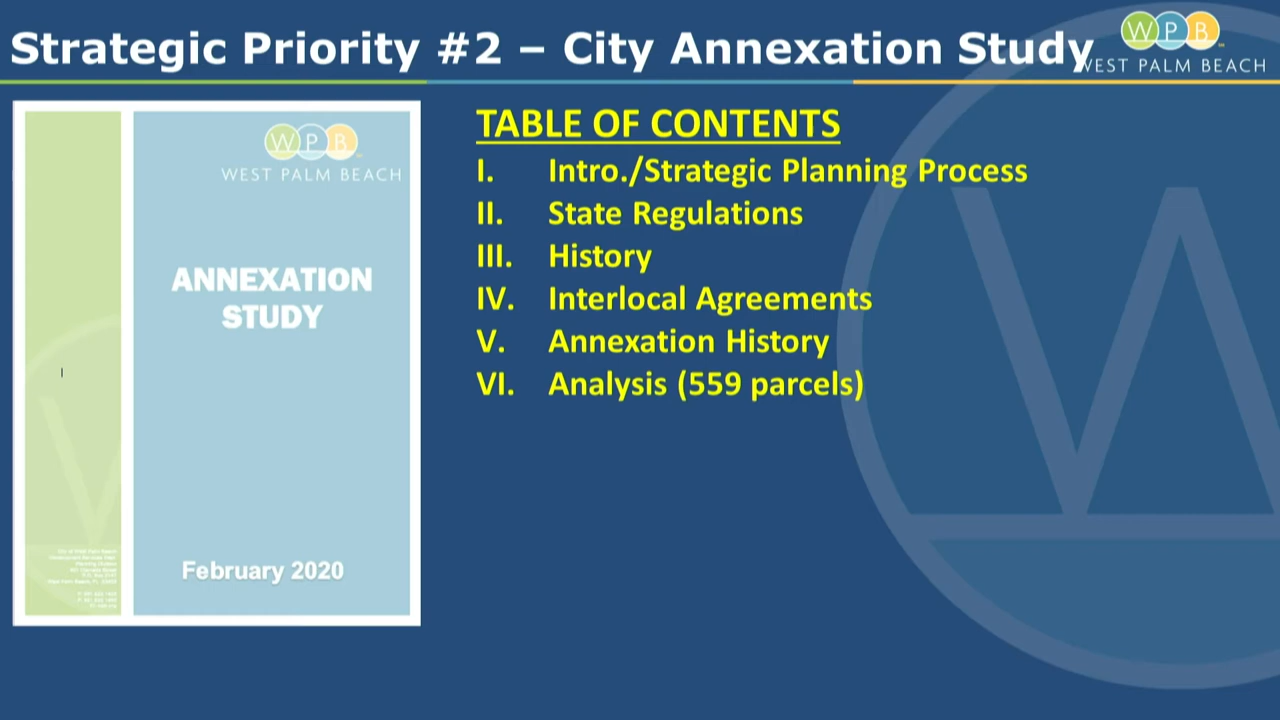 Strategic Priority #2 – City Annexation Study
WPB
WEST PALM BEACH
WPB
WEST PALM BEACH
ANNEXATION
STUDY
February 2020
TABLE OF CONTENTS
I. Intro./Strategic Planning Process
II. State Regulations
III. History
IV. Interlocal Agreements
V. Annexation History
VI. Analysis (559 parcels)